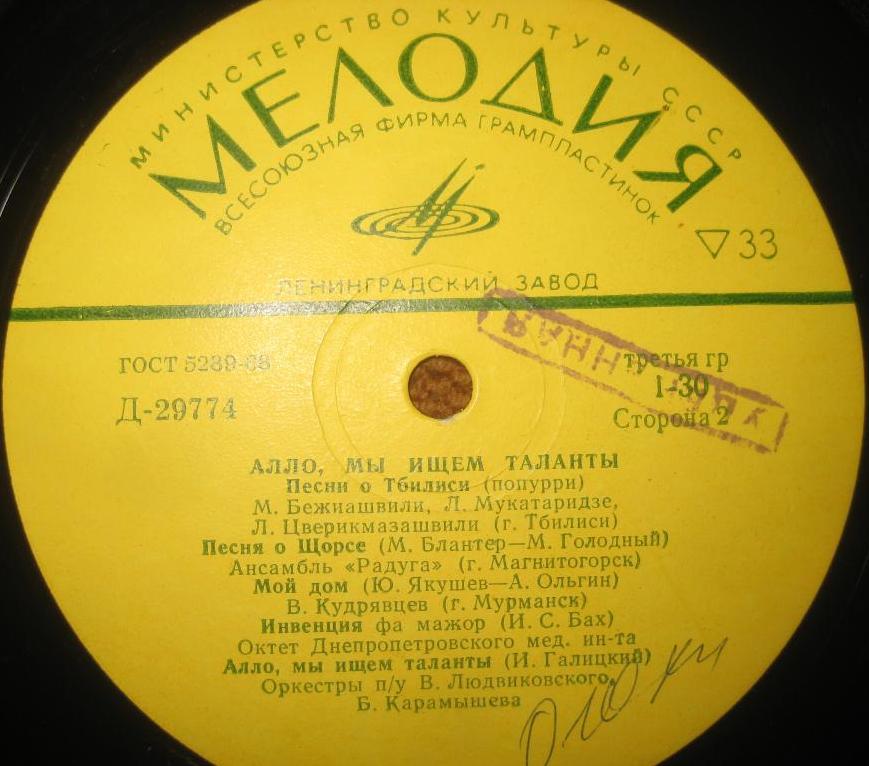 МИНИСТЕРСТВО КУЛЬТУРЫ СССР
МЕЛОДИЯ
ВСЕСОЮЗНАЯ ФИРМА ГРАМПЛАСТИНОК
33
ЛЕНИНГРАДСКИЙ ЗАВОД
ГОСТ 5289-68
третья гр
Д-29774
1-30
Сторона 2
АЛЛО, МЫ ИЩЕМ ТАЛАНТЫ
Песни о Тбилиси (попурри)
М. Бежиашвили, Л. Мукатаридзе,
Л. Цверикмазашвили (г. Тбилиси)
Песня о Щорсе (М. Блантер—М. Голодный)
Ансамбль «Радуга» (г. Магнитогорск)
Мой дом (Ю. Якушев—А. Ольгин)
В. Кудрявцев (г. Мурманск)
Инвенция фа мажор (И. С. Бах)
Октет Днепропетровского мед. ин-та
Алло, мы ищем таланты (И. Галицкий)
Оркестры п/у В. Людвиковского,
Б. Карамышева